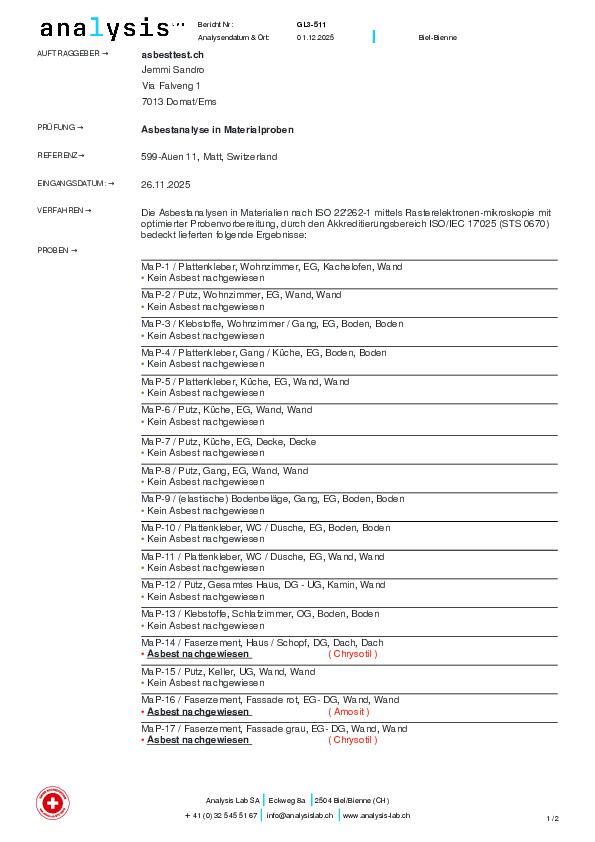 analysis
Bericht Nr: GL3-511
Analysendatum & Ort: 01.12.2025 Biel-Bienne
AUFTRAGGEBER → asbesttest.ch
Jemmi Sandro
Via Falveng 1
7013 Domat/Ems
PRÜFUNG → Asbestanalyse in Materialproben
REFERENZ → 599-Auen 11, Matt, Switzerland
EINGANGSDATUM: → 26.11.2025
VERFAHREN → Die Asbestanalysen in Materialien nach ISO 22'262-1 mittels Rasterelektronen-mikroskopie mit
optimierter Probenvorbereitung, durch den Akkreditierungsbereich ISO/IEC 17'025 (STS 0670)
bedeckt lieferten folgende Ergebnisse:
PROBEN →
MaP-1 / Plattenkleber, Wohnzimmer, EG, Kachelofen, Wand
• Kein Asbest nachgewiesen
MaP-2 / Putz, Wohnzimmer, EG, Wand, Wand
• Kein Asbest nachgewiesen
MaP-3 / Klebstoffe, Wohnzimmer / Gang, EG, Boden, Boden
• Kein Asbest nachgewiesen
MaP-4 / Plattenkleber, Gang / Küche, EG, Boden, Boden
• Kein Asbest nachgewiesen
MaP-5 / Plattenkleber, Küche, EG, Wand, Wand
• Kein Asbest nachgewiesen
MaP-6 / Putz, Küche, EG, Wand, Wand
• Kein Asbest nachgewiesen
MaP-7 / Putz, Küche, EG, Decke, Decke
• Kein Asbest nachgewiesen
MaP-8 / Putz, Gang, EG, Wand, Wand
• Kein Asbest nachgewiesen
MaP-9 / (elastische) Bodenbeläge, Gang, EG, Boden, Boden
• Kein Asbest nachgewiesen
MaP-10 / Plattenkleber, WC / Dusche, EG, Boden, Boden
• Kein Asbest nachgewiesen
MaP-11 / Plattenkleber, WC / Dusche, EG, Wand, Wand
• Kein Asbest nachgewiesen
MaP-12 / Putz, Gesamtes Haus, DG - UG, Kamin, Wand
• Kein Asbest nachgewiesen
MaP-13 / Klebstoffe, Schlafzimmer, OG, Boden, Boden
• Kein Asbest nachgewiesen
MaP-14 / Faserzement, Haus / Schopf, DG, Dach, Dach
• Asbest nachgewiesen ( Chrysotil )
MaP-15 / Putz, Keller, UG, Wand, Wand
• Kein Asbest nachgewiesen
MaP-16 / Faserzement, Fassade rot, EG- DG, Wand, Wand
• Asbest nachgewiesen ( Amosit )
MaP-17 / Faserzement, Fassade grau, EG- DG, Wand, Wand
• Asbest nachgewiesen ( Chrysotil )
Analysis Lab SA | Eckweg 8a | 2504 Biel/Bienne (CH)
+ 41 (0) 32 545 51 67 | info@analysislab.ch | www.analysis-lab.ch
1 / 2